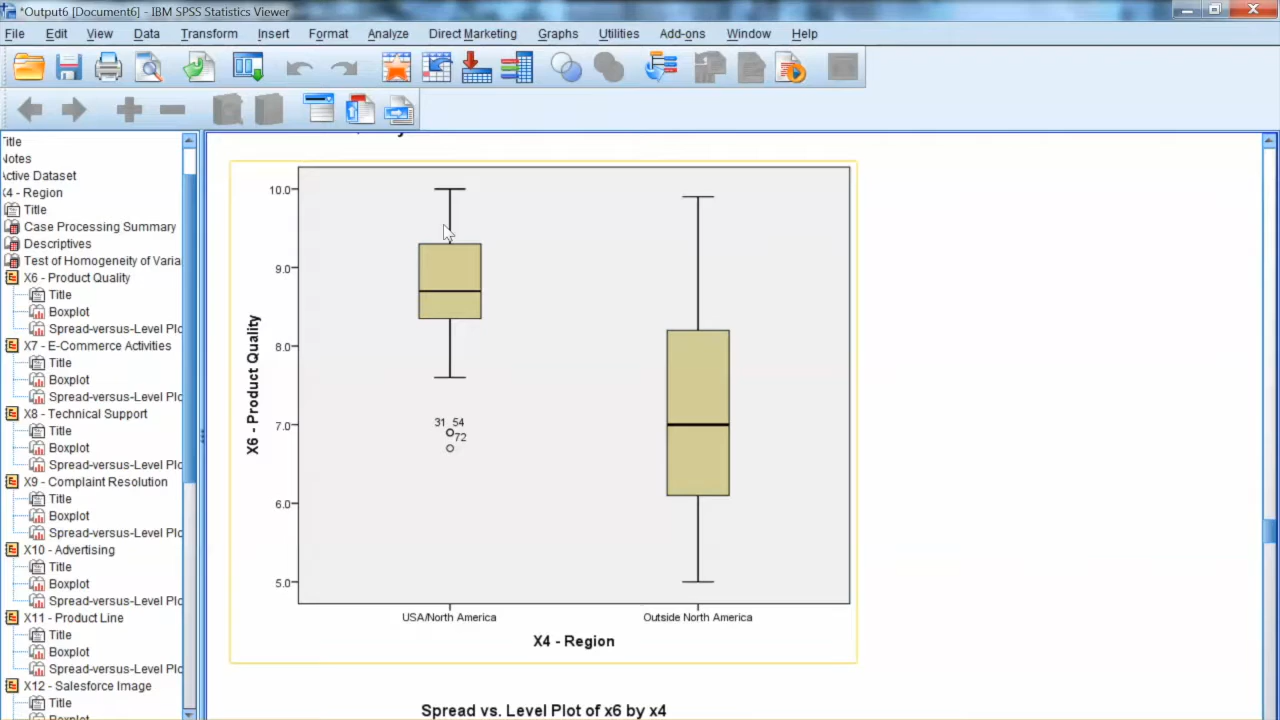 *Output6 [Document6] - IBM SPSS Statistics Viewer
File Edit View Data Transform Insert Format Analyze Direct Marketing Graphs Utilities Add-ons Window Help
Title
Notes
Active Dataset
X4 - Region
Title
Case Processing Summary
Descriptives
Test of Homogeneity of Varia
X6 - Product Quality
Title
Boxplot
Spread-versus-Level Plo
X7 - E-Commerce Activities
Title
Boxplot
Spread-versus-Level Plo
X8 - Technical Support
Title
Boxplot
Spread-versus-Level Plo
X9 - Complaint Resolution
Title
Boxplot
Spread-versus-Level Plo
X10 - Advertising
Title
Boxplot
Spread-versus-Level Plo
X11 - Product Line
Title
Boxplot
Spread-versus-Level Plo
X12 - Salesforce Image
Title
Boxplot
X6 - Product Quality
10.0
9.0
8.0
7.0
6.0
5.0
31 54
72
USA/North America Outside North America
X4 - Region
Spread vs. Level Plot of x6 by x4